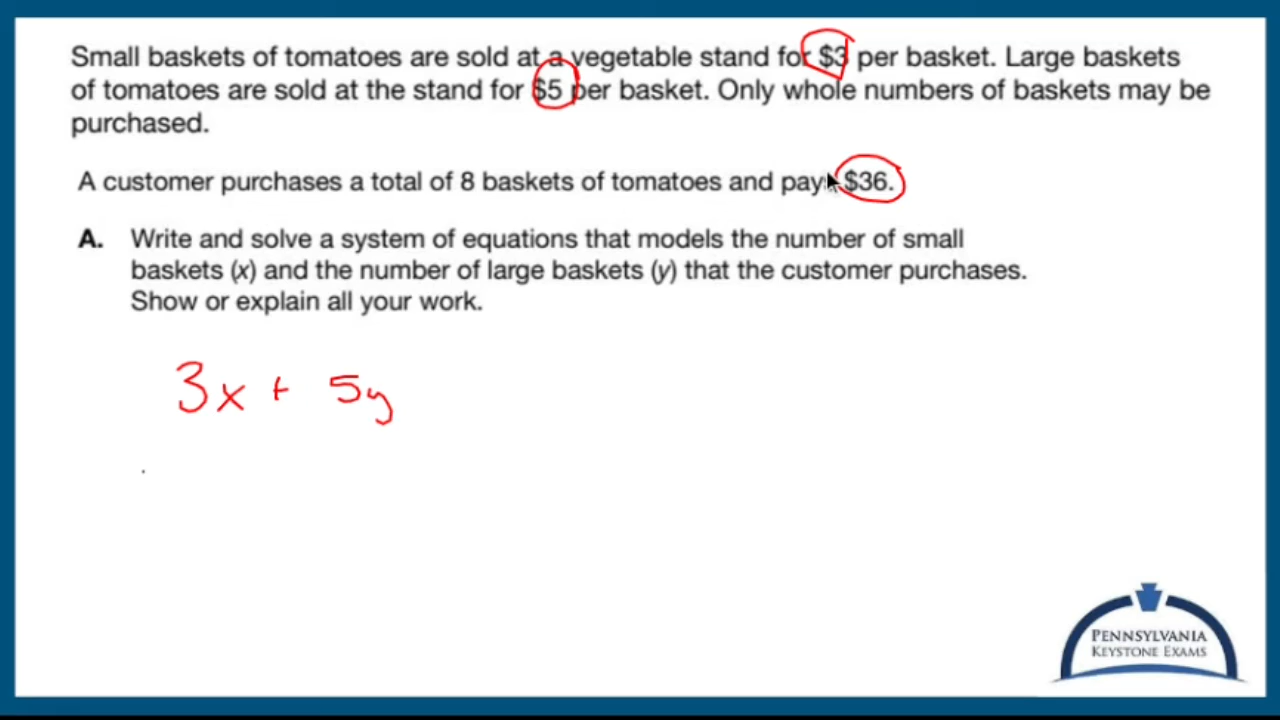 Small baskets of tomatoes are sold at a vegetable stand for $3 per basket. Large baskets
of tomatoes are sold at the stand for $5 per basket. Only whole numbers of baskets may be
purchased.
A customer purchases a total of 8 baskets of tomatoes and pay $36.
A. Write and solve a system of equations that models the number of small
baskets (x) and the number of large baskets (y) that the customer purchases.
Show or explain all your work.
3x + 5y
PENNSYLVANIA
KEYSTONE EXAMS